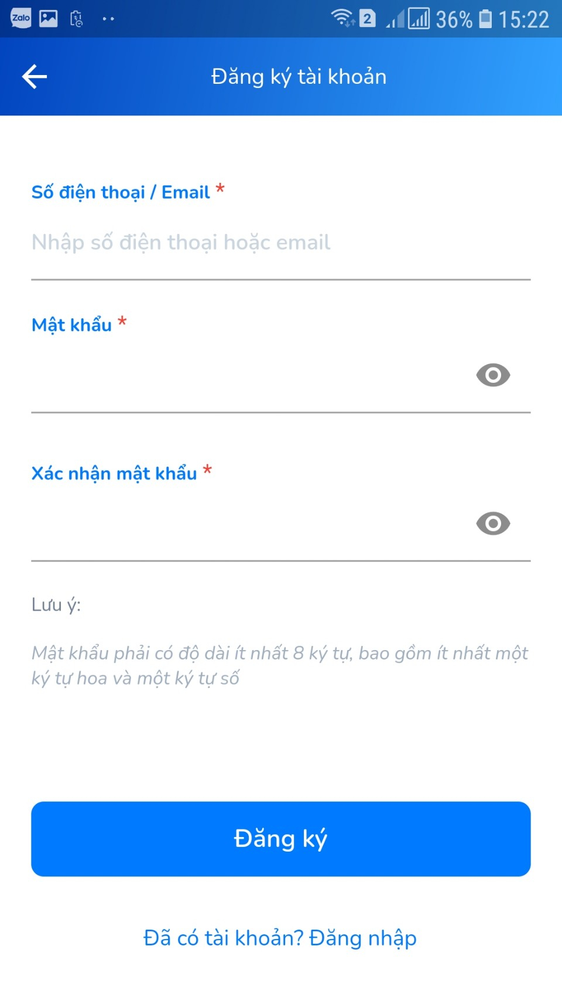 Zalo 2 36% 15:22
Đăng ký tài khoản
Số điện thoại / Email *
Nhập số điện thoại hoặc email
Mật khẩu *
Xác nhận mật khẩu *
Lưu ý:
Mật khẩu phải có độ dài ít nhất 8 ký tự, bao gồm ít nhất một
ký tự hoa và một ký tự số
Đăng ký
Đã có tài khoản? Đăng nhập